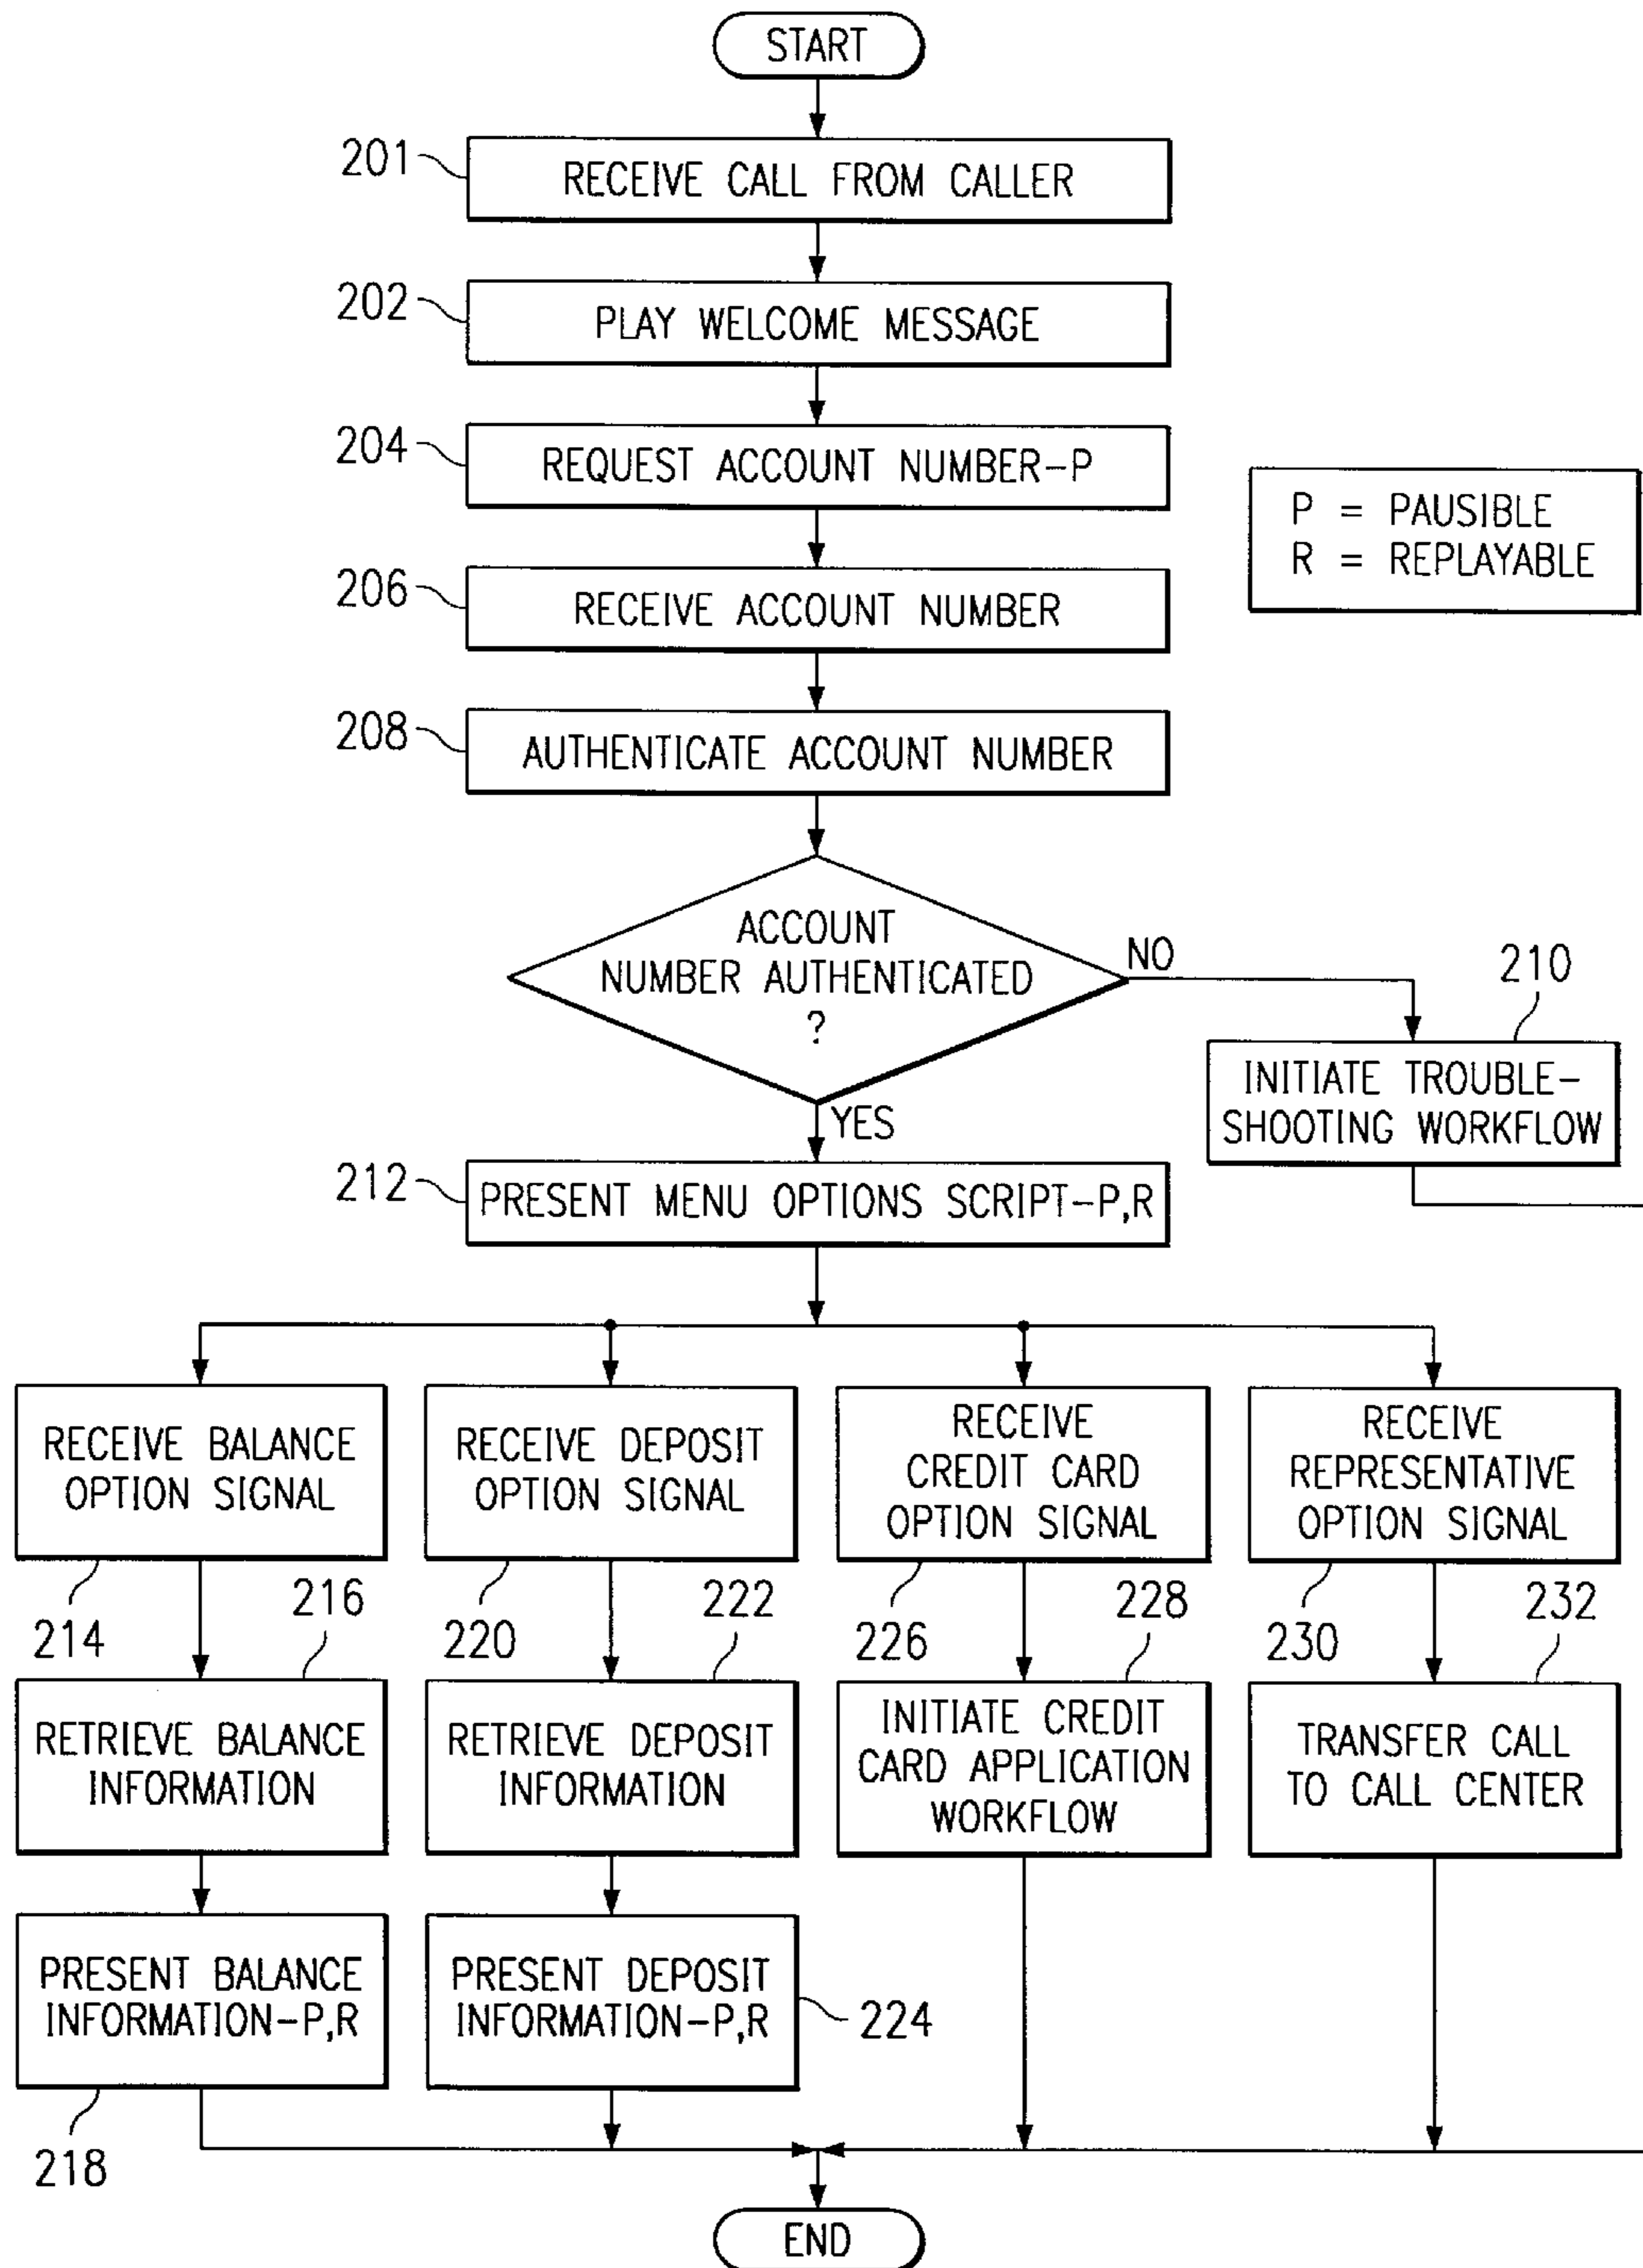 START
201
RECEIVE CALL FROM CALLER
202
PLAY WELCOME MESSAGE
204
REQUEST ACCOUNT NUMBER-P
P = PAUSIBLE
R = REPLAYABLE
206
RECEIVE ACCOUNT NUMBER
208
AUTHENTICATE ACCOUNT NUMBER
ACCOUNT
NUMBER AUTHENTICATED
?
NO
210
INITIATE TROUBLE-
SHOOTING WORKFLOW
YES
212
PRESENT MENU OPTIONS SCRIPT-P,R
RECEIVE BALANCE
OPTION SIGNAL
214
RECEIVE DEPOSIT
OPTION SIGNAL
220
RECEIVE
CREDIT CARD
OPTION SIGNAL
226
RECEIVE
REPRESENTATIVE
OPTION SIGNAL
230
216
RETRIEVE BALANCE
INFORMATION
222
RETRIEVE DEPOSIT
INFORMATION
228
INITIATE CREDIT
CARD APPLICATION
WORKFLOW
232
TRANSFER CALL
TO CALL CENTER
PRESENT BALANCE
INFORMATION-P,R
218
PRESENT DEPOSIT
INFORMATION-P,R
224
END